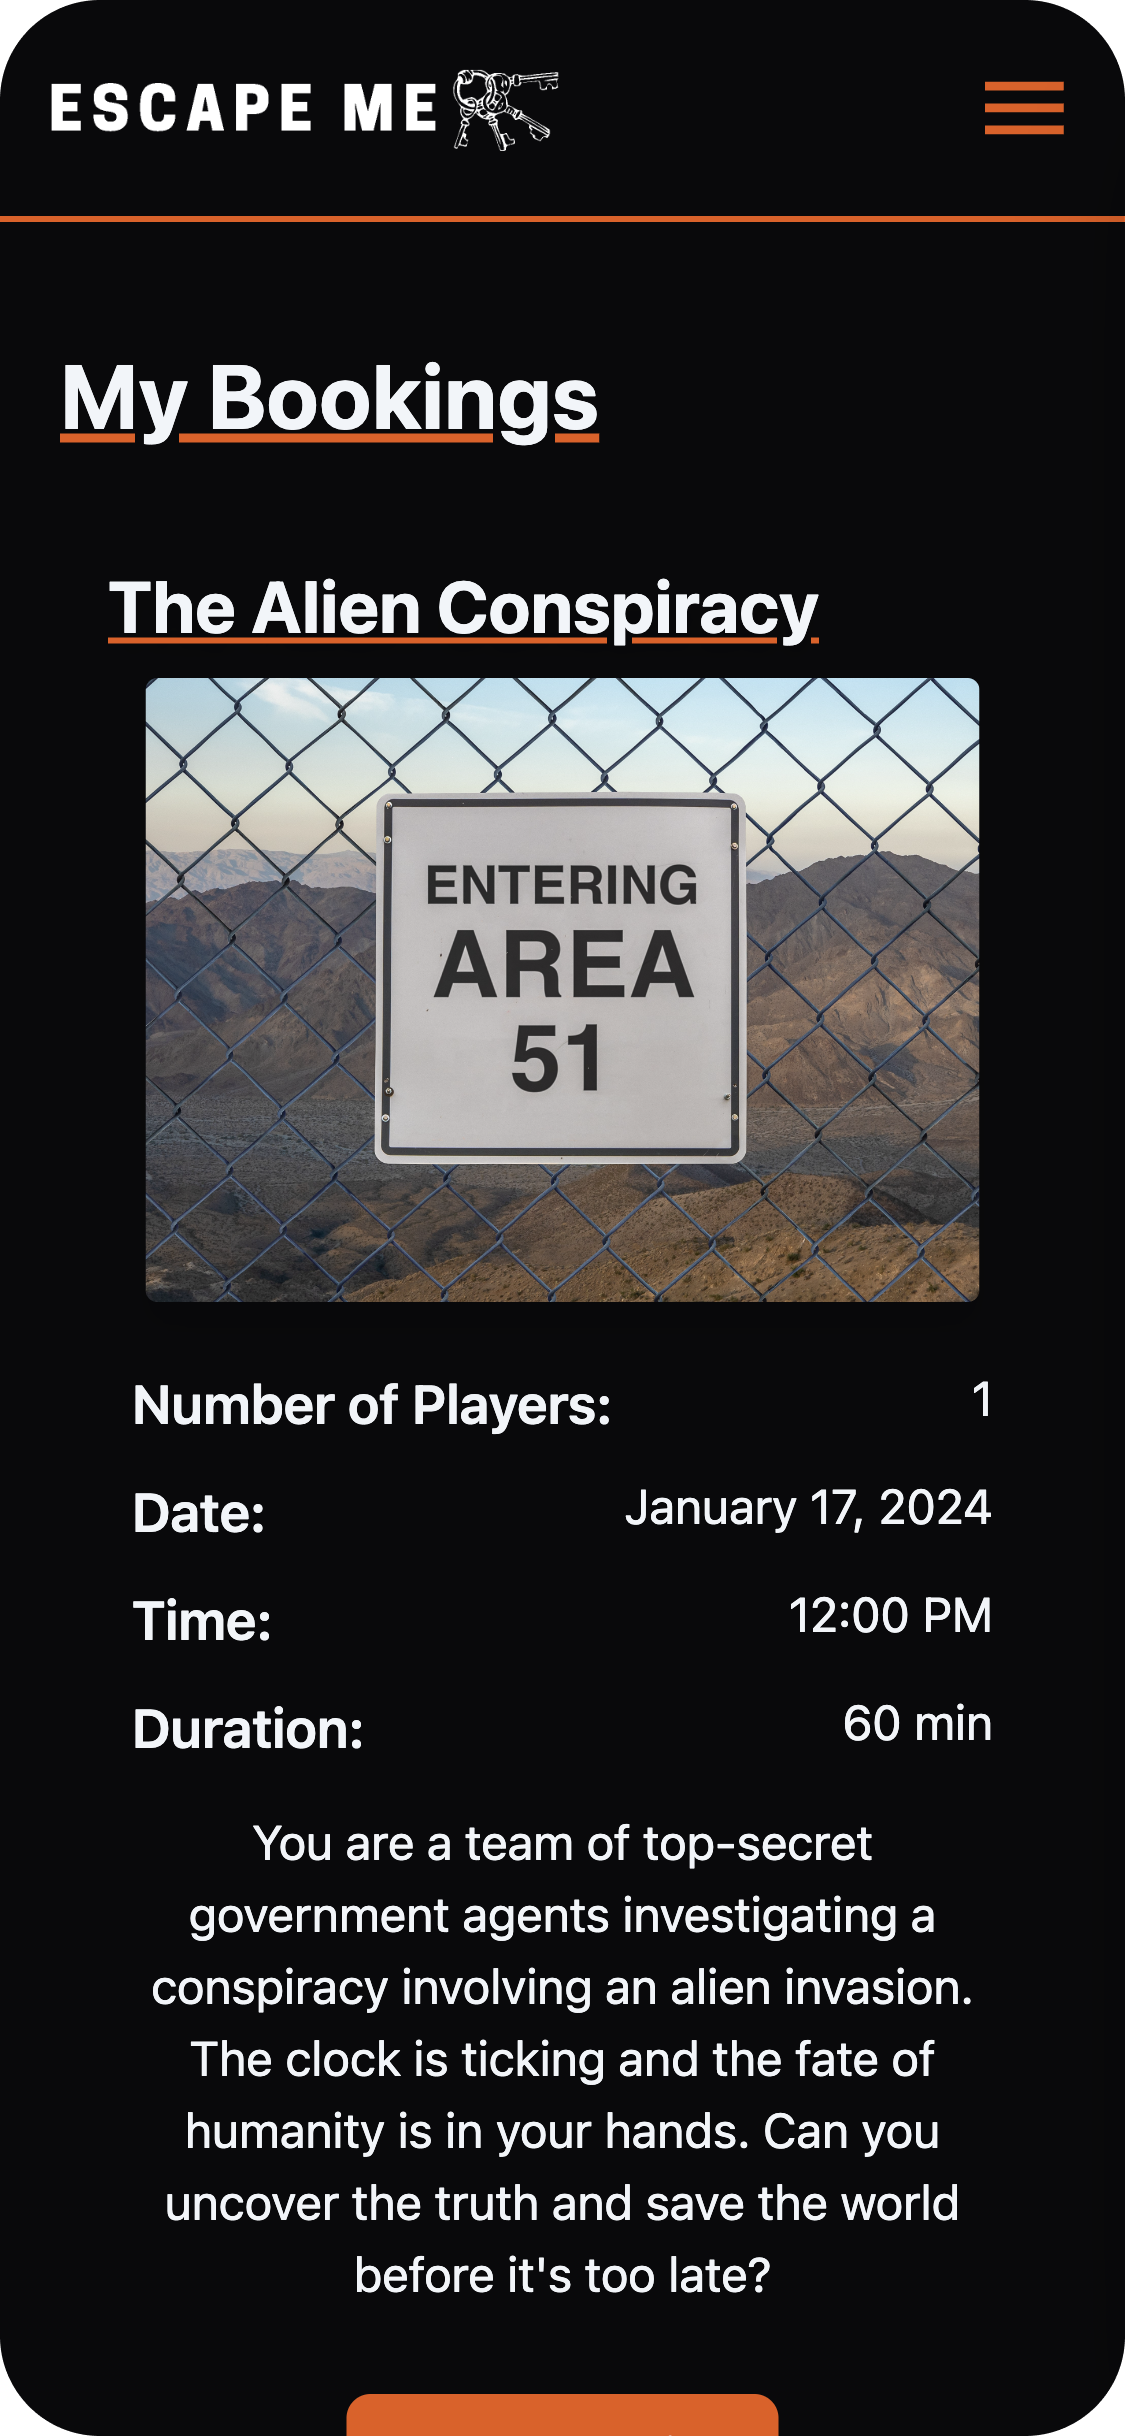 ESCAPE ME
My Bookings
The Alien Conspiracy
ENTERING
AREA
51
Number of Players: 1
Date: January 17, 2024
Time: 12:00 PM
Duration: 60 min
You are a team of top-secret
government agents investigating a
conspiracy involving an alien invasion.
The clock is ticking and the fate of
humanity is in your hands. Can you
uncover the truth and save the world
before it's too late?